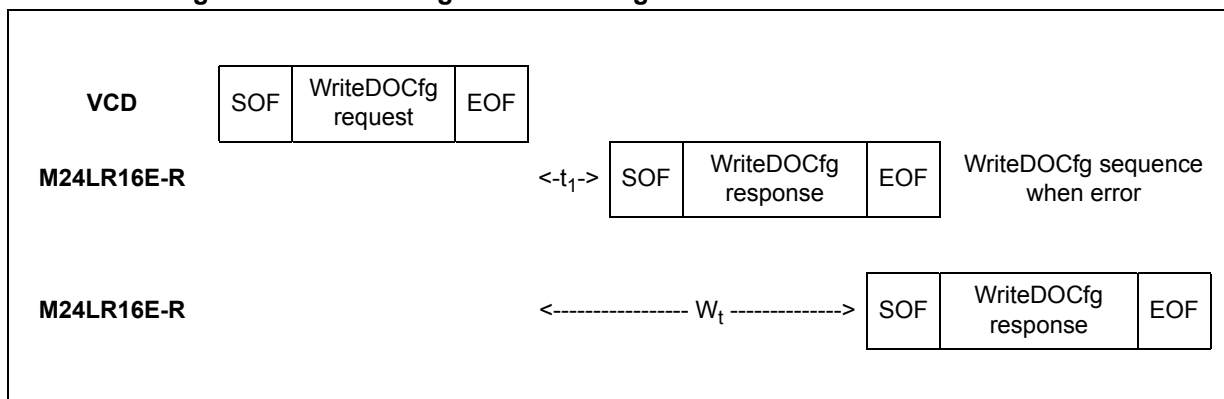 VCD SOF WriteDOCfg request EOF
M24LR16E-R <-t1-> SOF WriteDOCfg response EOF WriteDOCfg sequence when error
M24LR16E-R <----------------- Wt --------------> SOF WriteDOCfg response EOF